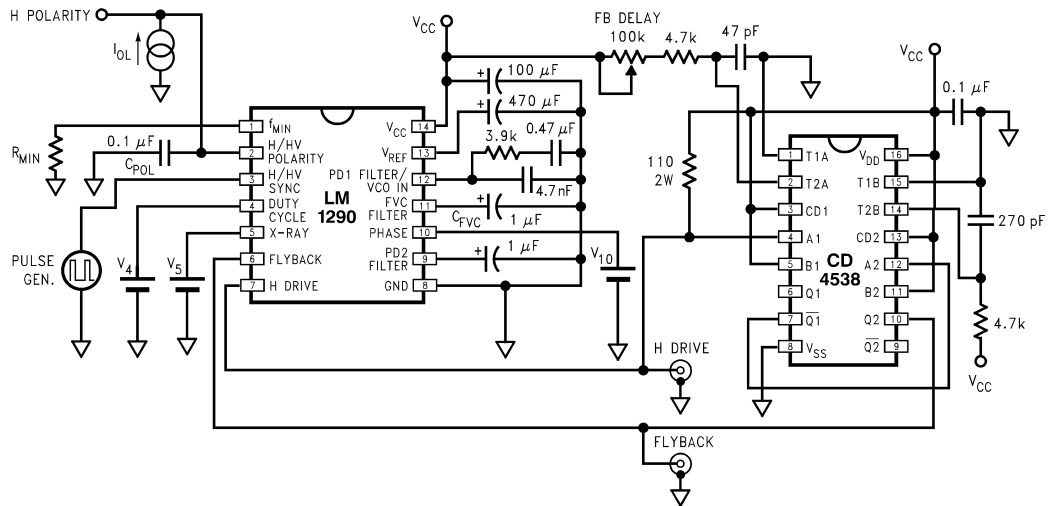 H POLARITY
I_OL
V_CC
FB DELAY
100k
4.7k
47 pF
V_CC
0.1 µF
100 µF
470 µF
3.9k
0.47 µF
4.7nF
C_FVC
1 µF
1 µF
V_10
R_MIN
0.1 µF
C_POL
PULSE
GEN.
V_4
V_5
1 f_MIN
2 H/HV
POLARITY
3 H/HV
SYNC
4 DUTY
CYCLE
5 X-RAY
6 FLYBACK
7 H DRIVE
LM
1290
V_CC 14
V_REF 13
PD1 FILTER/
VCO IN 12
FVC
FILTER 11
PHASE 10
PD2
FILTER 9
GND 8
110
2W
1 T1A
2 T2A
3 CD1
4 A1
5 B1
6 Q1
7 Q̅1̅
8 V_SS
CD
4538
V_DD 16
T1B 15
T2B 14
CD2 13
A2 12
B2 11
Q2 10
Q̅2̅ 9
270 pF
4.7k
V_CC
H DRIVE
FLYBACK